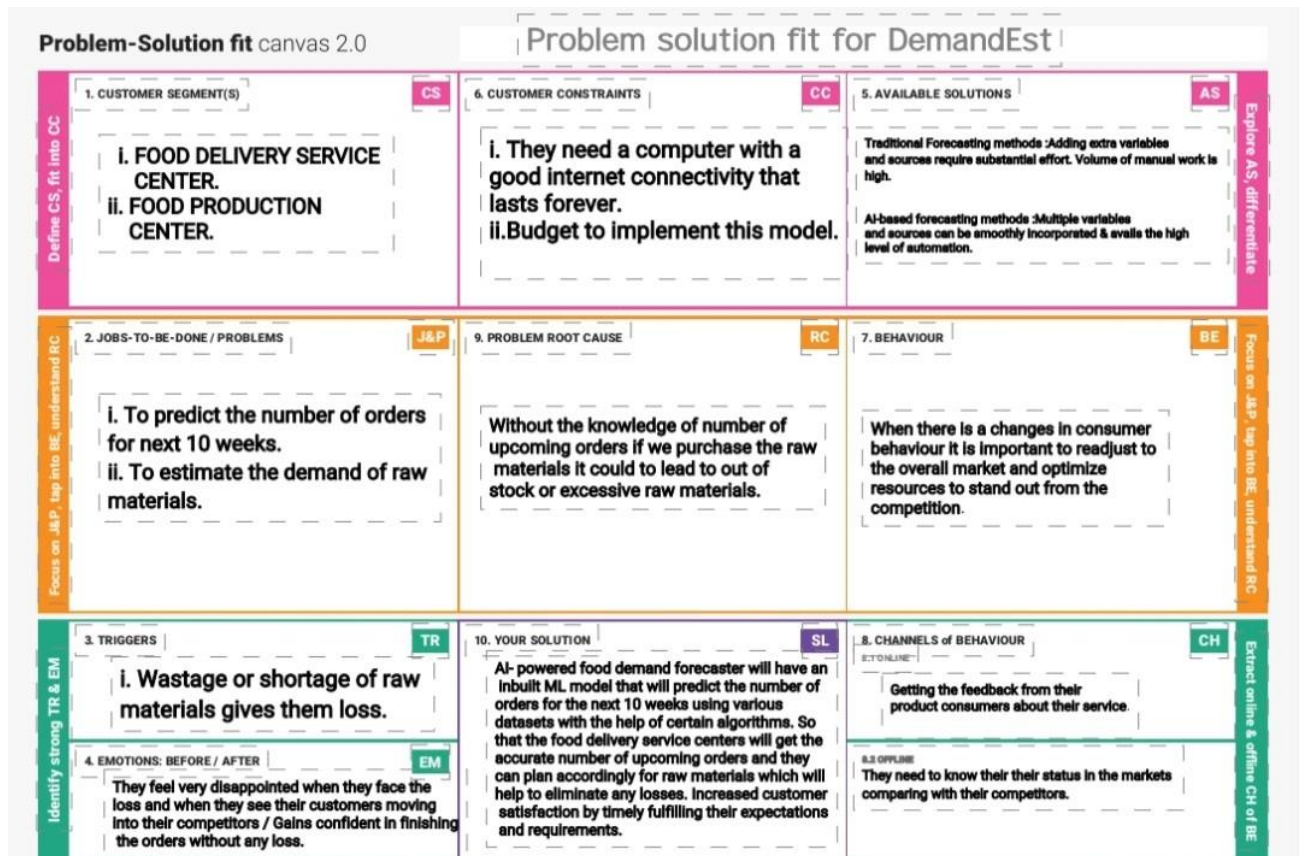 Problem-Solution fit canvas 2.0
Problem solution fit for DemandEst
Define CS, fit into CC
1. CUSTOMER SEGMENT(S)
CS
i. FOOD DELIVERY SERVICE
CENTER.
ii. FOOD PRODUCTION
CENTER.
6. CUSTOMER CONSTRAINTS
CC
i. They need a computer with a
good internet connectivity that
lasts forever.
ii.Budget to implement this model.
5. AVAILABLE SOLUTIONS
AS
Traditional Forecasting methods :Adding extra variables
and sources require substantial effort. Volume of manual work is
high.
AI-based forecasting methods :Multiple variables
and sources can be smoothly incorporated & avails the high
level of automation.
Explore AS, differentiate
Focus on J&P, tap into BE, understand RC
2. JOBS-TO-BE-DONE / PROBLEMS
J&P
i. To predict the number of orders
for next 10 weeks.
ii. To estimate the demand of raw
materials.
9. PROBLEM ROOT CAUSE
RC
Without the knowledge of number of
upcoming orders if we purchase the raw
materials it could to lead to out of
stock or excessive raw materials.
7. BEHAVIOUR
BE
When there is a changes in consumer
behaviour it is important to readjust to
the overall market and optimize
resources to stand out from the
competition.
Focus on J&P, tap into BE, understand RC
Identify strong TR & EM
3. TRIGGERS
TR
i. Wastage or shortage of raw
materials gives them loss.
4. EMOTIONS: BEFORE / AFTER
EM
They feel very disappointed when they face the
loss and when they see their customers moving
into their competitors / Gains confident in finishing
the orders without any loss.
10. YOUR SOLUTION
SL
AI- powered food demand forecaster will have an
inbuilt ML model that will predict the number of
orders for the next 10 weeks using various
datasets with the help of certain algorithms. So
that the food delivery service centers will get the
accurate number of upcoming orders and they
can plan accordingly for raw materials which will
help to eliminate any losses. Increased customer
satisfaction by timely fulfilling their expectations
and requirements.
8. CHANNELS of BEHAVIOUR
CH
8.1 ONLINE
Getting the feedback from their
product consumers about their service.
8.2 OFFLINE
They need to know their their status in the markets
comparing with their competitors.
Extract online & offline CH of BE